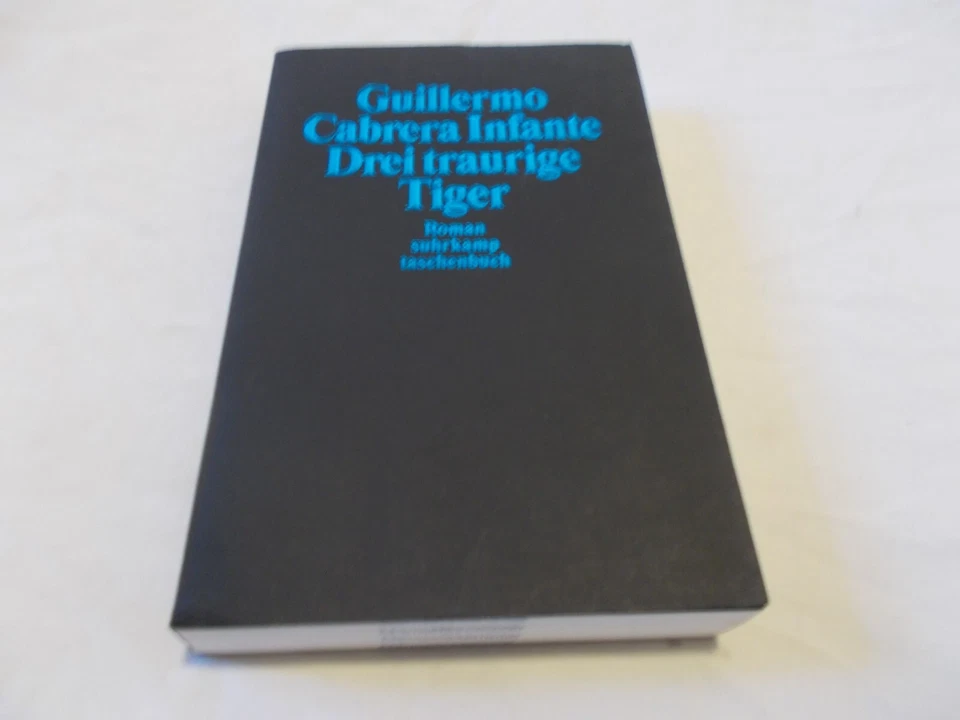 Guillermo
Cabrera Infante
Drei traurige
Tiger
Roman
suhrkamp
taschenbuch